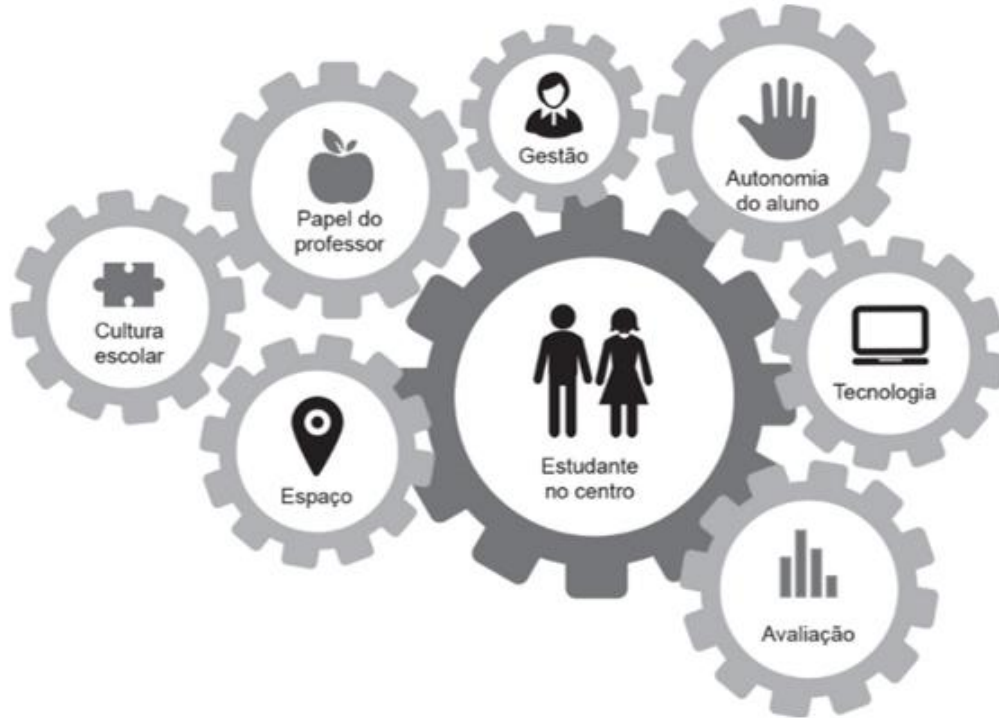 Gestão
Autonomia
do aluno
Papel do
professor
Cultura
escolar
Tecnologia
Espaço
Estudante
no centro
Avaliação